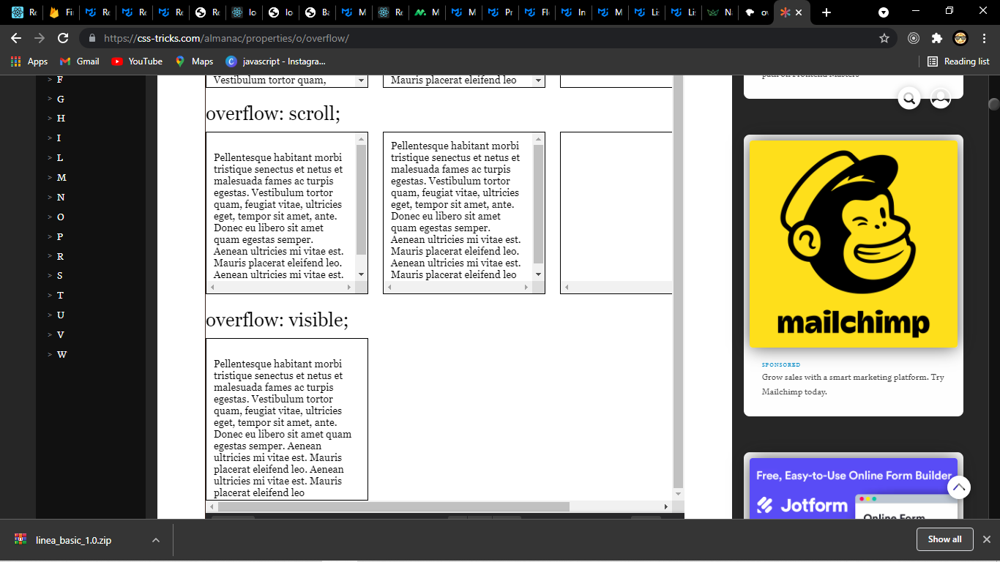 Re
Fi
Re
Re
Re
Re
Io
Io
Ba
M
Re
M
M
Pr
Fl
In
M
Lis
Lis
N
ov
https://css-tricks.com/almanac/properties/o/overflow/
Apps
Gmail
YouTube
Maps
javascript - Instagra...
Reading list
> F
> G
> H
> I
> L
> M
> N
> O
> P
> R
> S
> T
> U
> V
> W
Vestibulum tortor quam,
Mauris placerat eleifend leo
overflow: scroll;
Pellentesque habitant morbi
tristique senectus et netus et
malesuada fames ac turpis
egestas. Vestibulum tortor
quam, feugiat vitae, ultricies
eget, tempor sit amet, ante.
Donec eu libero sit amet
quam egestas semper.
Aenean ultricies mi vitae est.
Mauris placerat eleifend leo.
Aenean ultricies mi vitae est.
Pellentesque habitant morbi
tristique senectus et netus et
malesuada fames ac turpis
egestas. Vestibulum tortor
quam, feugiat vitae, ultricies
eget, tempor sit amet, ante.
Donec eu libero sit amet
quam egestas semper.
Aenean ultricies mi vitae est.
Mauris placerat eleifend leo.
Aenean ultricies mi vitae est.
Mauris placerat eleifend leo
overflow: visible;
Pellentesque habitant morbi
tristique senectus et netus et
malesuada fames ac turpis
egestas. Vestibulum tortor
quam, feugiat vitae, ultricies
eget, tempor sit amet, ante.
Donec eu libero sit amet quam
egestas semper. Aenean
ultricies mi vitae est. Mauris
placerat eleifend leo. Aenean
ultricies mi vitae est. Mauris
placerat eleifend leo
path on Frontend Masters
mailchimp
SPONSORED
Grow sales with a smart marketing platform. Try
Mailchimp today.
Free, Easy-to-Use Online Form Builder
Jotform
Online Form
linea_basic_1.0.zip
Show all